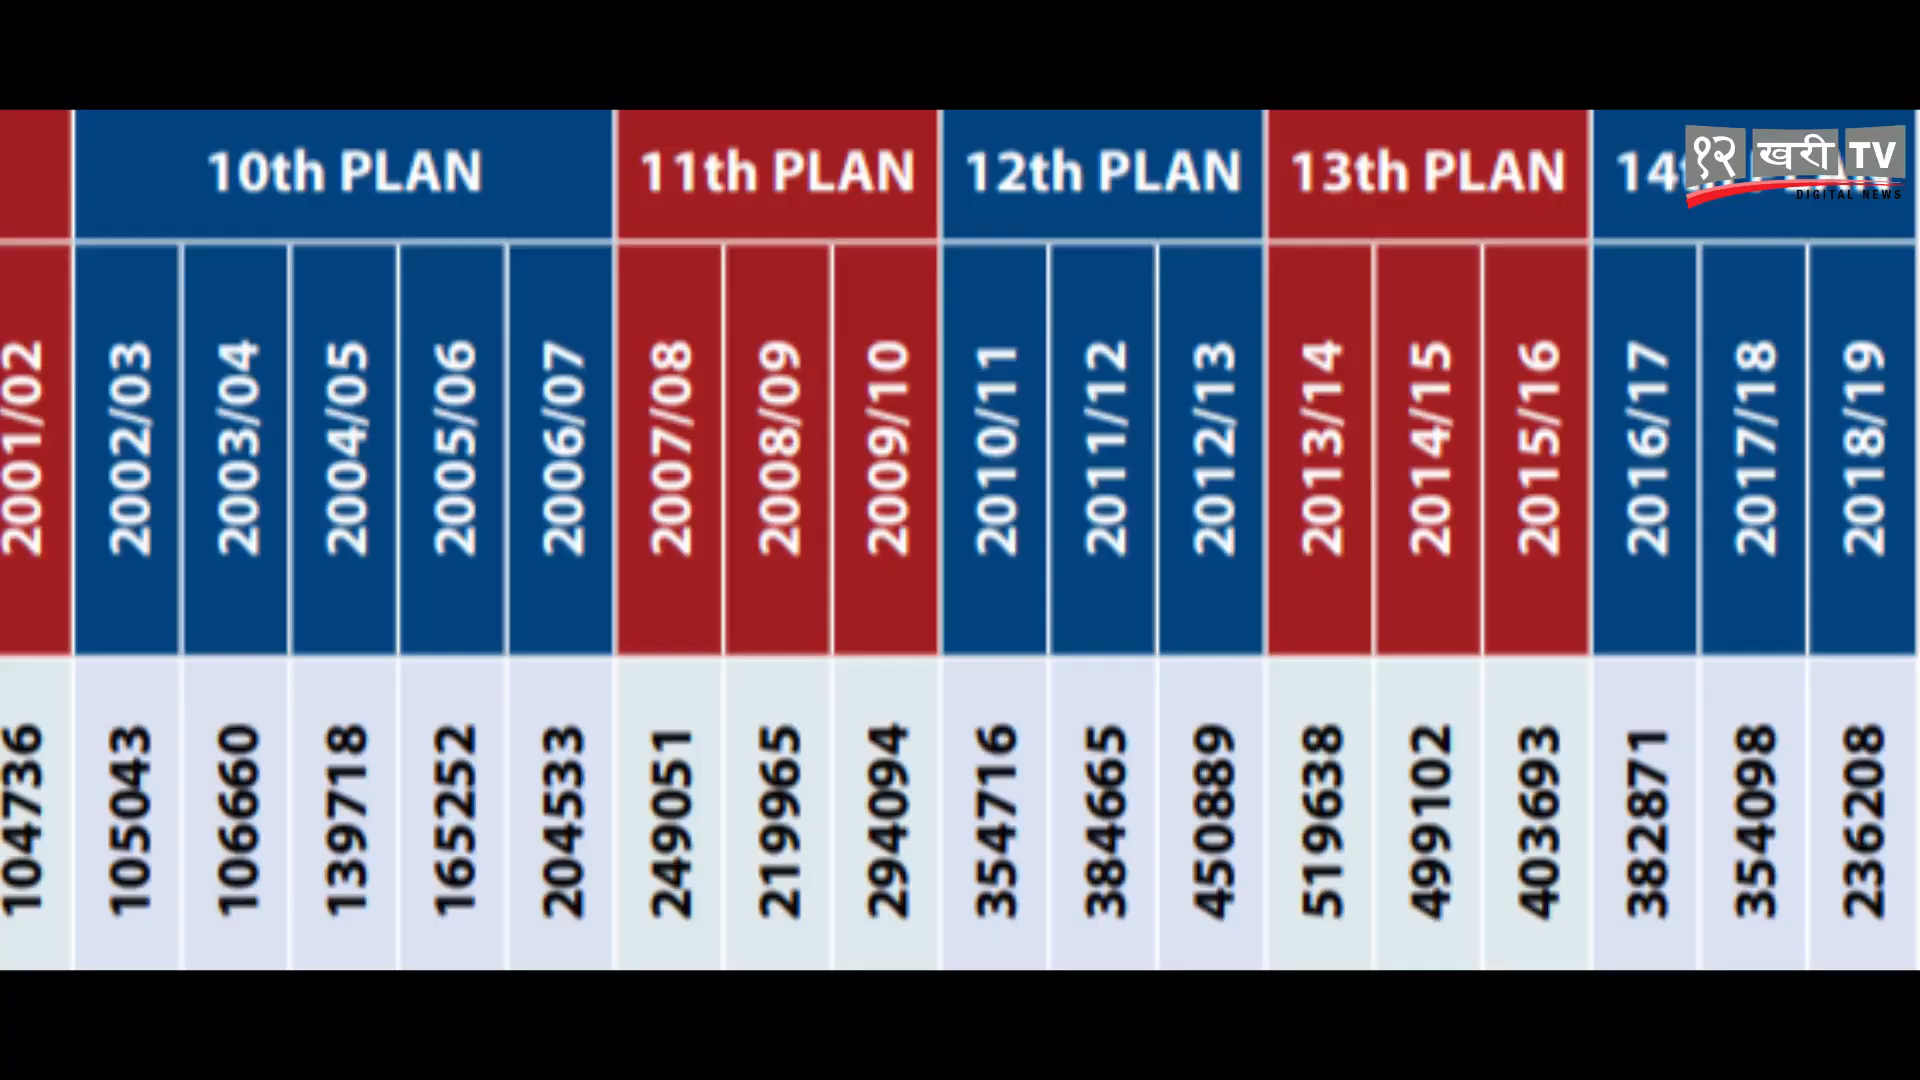 10th PLAN 11th PLAN 12th PLAN 13th PLAN
१२ खरी TV
DIGITAL NEWS
2001/02 2002/03 2003/04 2004/05 2005/06 2006/07 2007/08 2008/09 2009/10 2010/11 2011/12 2012/13 2013/14 2014/15 2015/16 2016/17 2017/18 2018/19
104736 105043 106660 139718 165252 204533 249051 219965 294094 354716 384665 450889 519638 499102 403693 382871 354098 236208